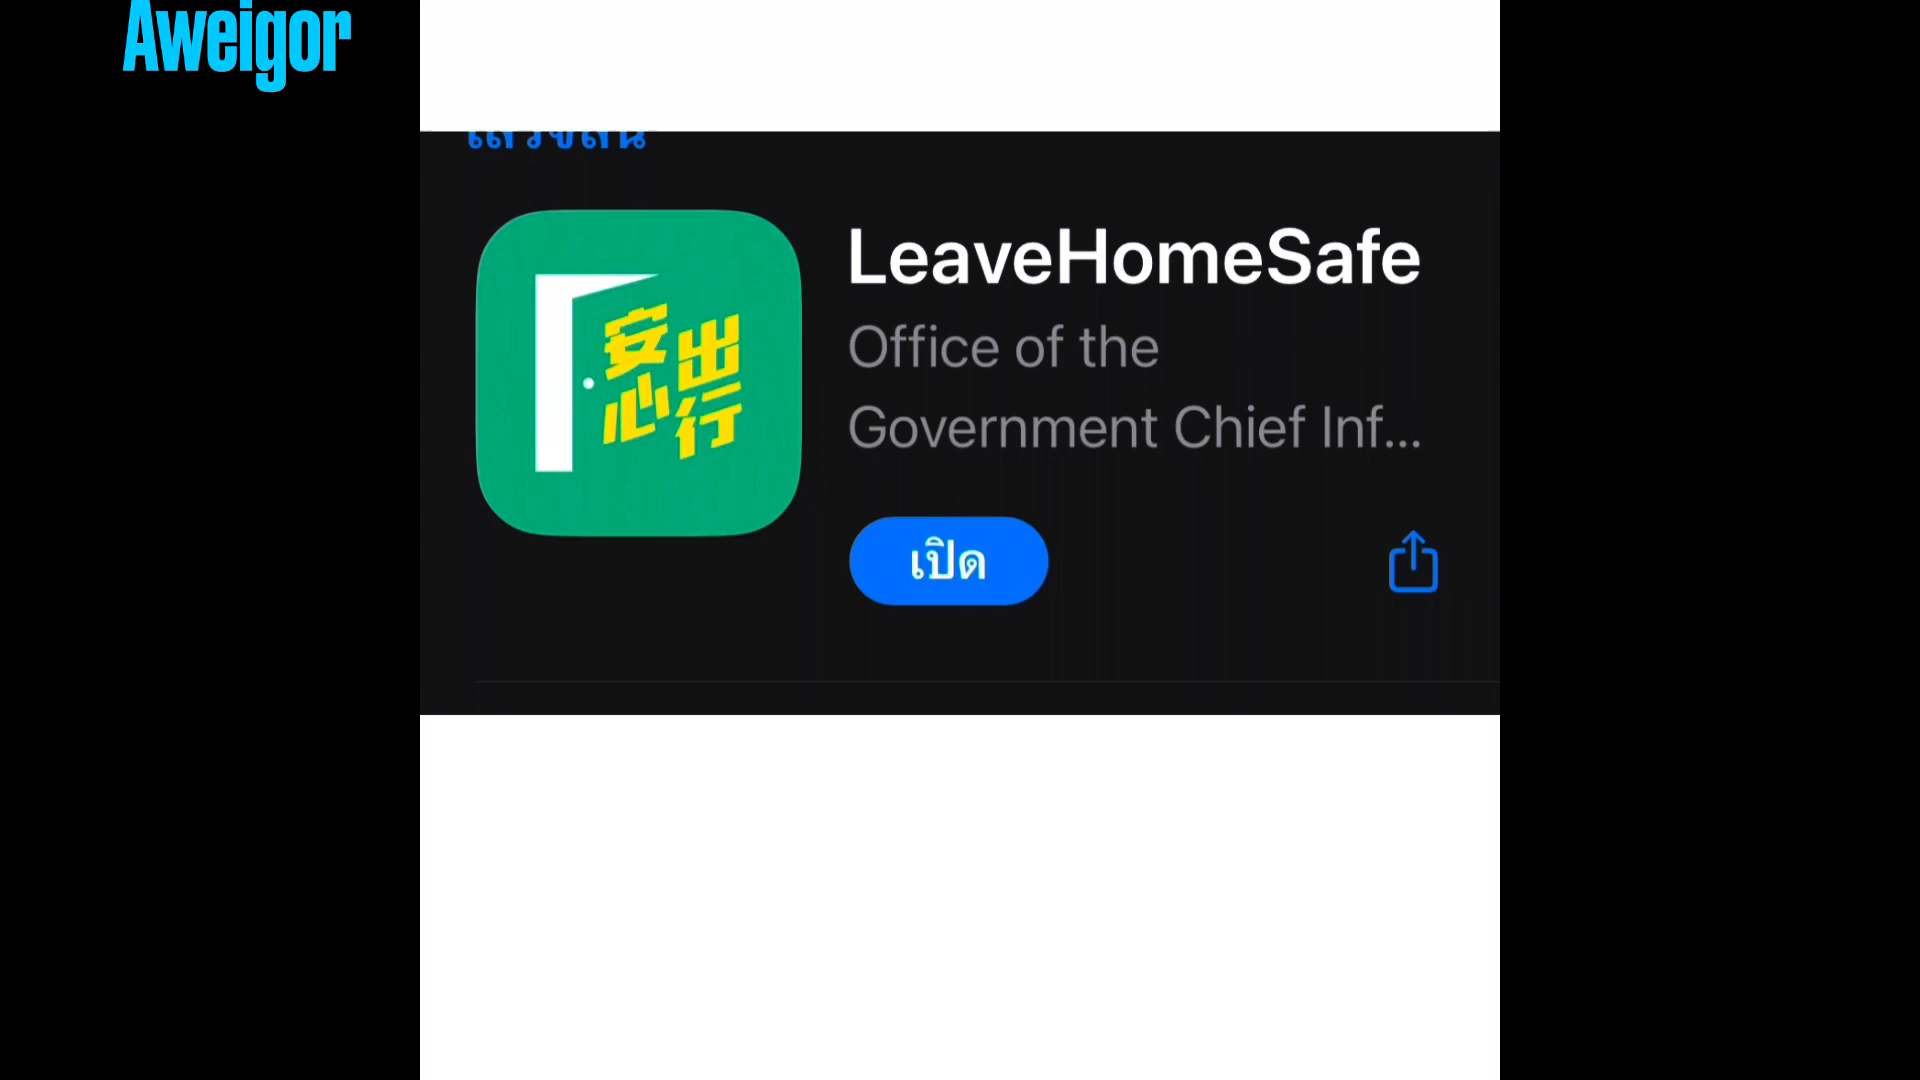 Aweigor
LeaveHomeSafe
Office of the
Government Chief Inf...
安出
心行
เปิด